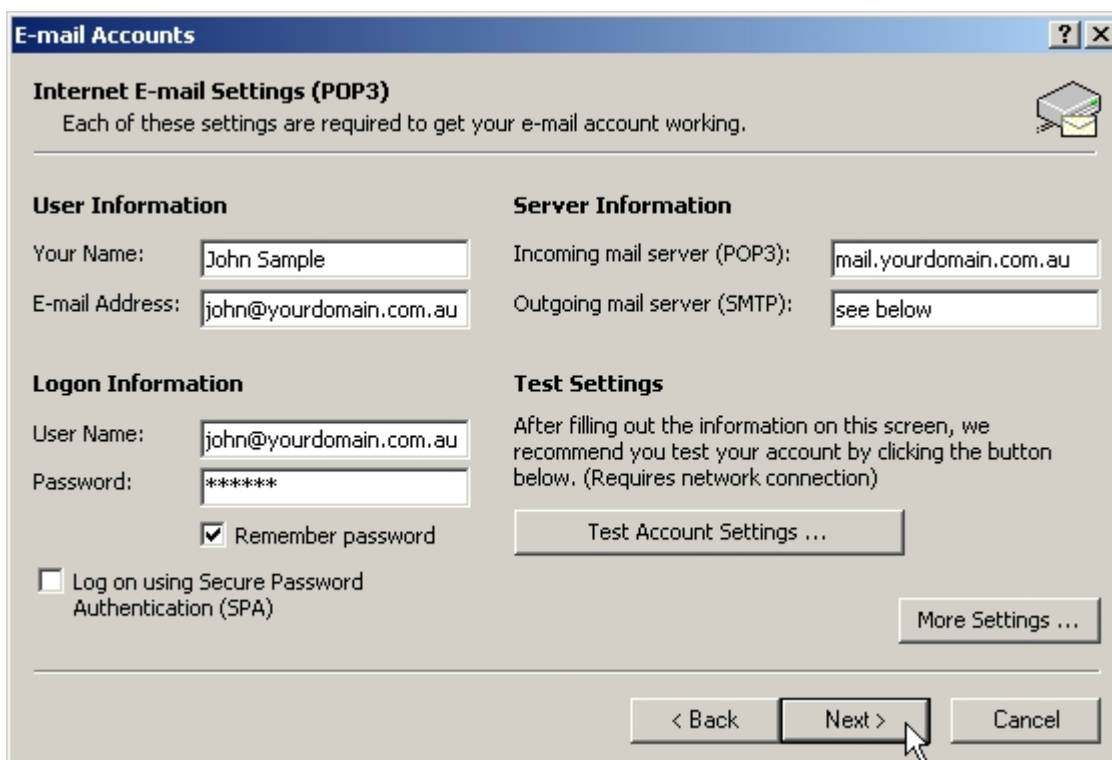 E-mail Accounts
Internet E-mail Settings (POP3)
Each of these settings are required to get your e-mail account working.
User Information
Your Name: John Sample
E-mail Address: john@yourdomain.com.au
Server Information
Incoming mail server (POP3): mail.yourdomain.com.au
Outgoing mail server (SMTP): see below
Logon Information
User Name: john@yourdomain.com.au
Password: ******
Remember password
Log on using Secure Password
Authentication (SPA)
Test Settings
After filling out the information on this screen, we
recommend you test your account by clicking the button
below. (Requires network connection)
Test Account Settings ...
More Settings ...
< Back
Next >
Cancel